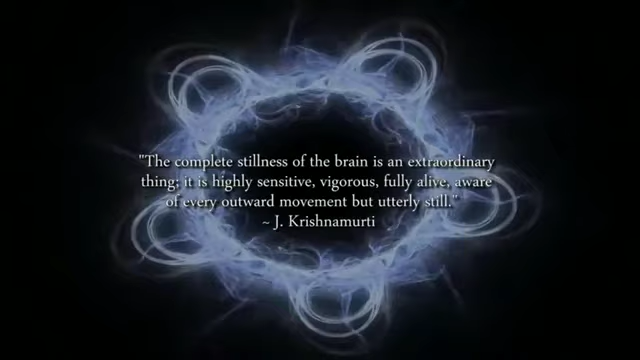 "The complete stillness of the brain is an extraordinary
thing; it is highly sensitive, vigorous, fully alive, aware
of every outward movement but utterly still."
~ J. Krishnamurti